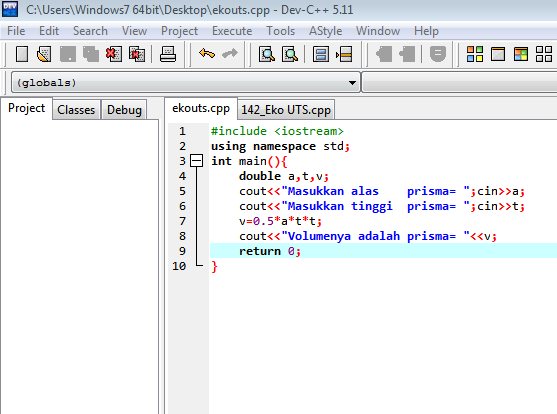 C:\Users\Windows7 64bit\Desktop\ekouts.cpp - Dev-C++ 5.11
File Edit Search View Project Execute Tools AStyle Window Help
(globals)
Project Classes Debug
ekouts.cpp 142_Eko UTS.cpp
1 #include <iostream>
2 using namespace std;
3 int main(){
4     double a,t,v;
5     cout<<"Masukkan alas    prisma= ";cin>>a;
6     cout<<"Masukkan tinggi  prisma= ";cin>>t;
7     v=0.5*a*t*t;
8     cout<<"Volumenya adalah prisma= "<<v;
9     return 0;
10 }